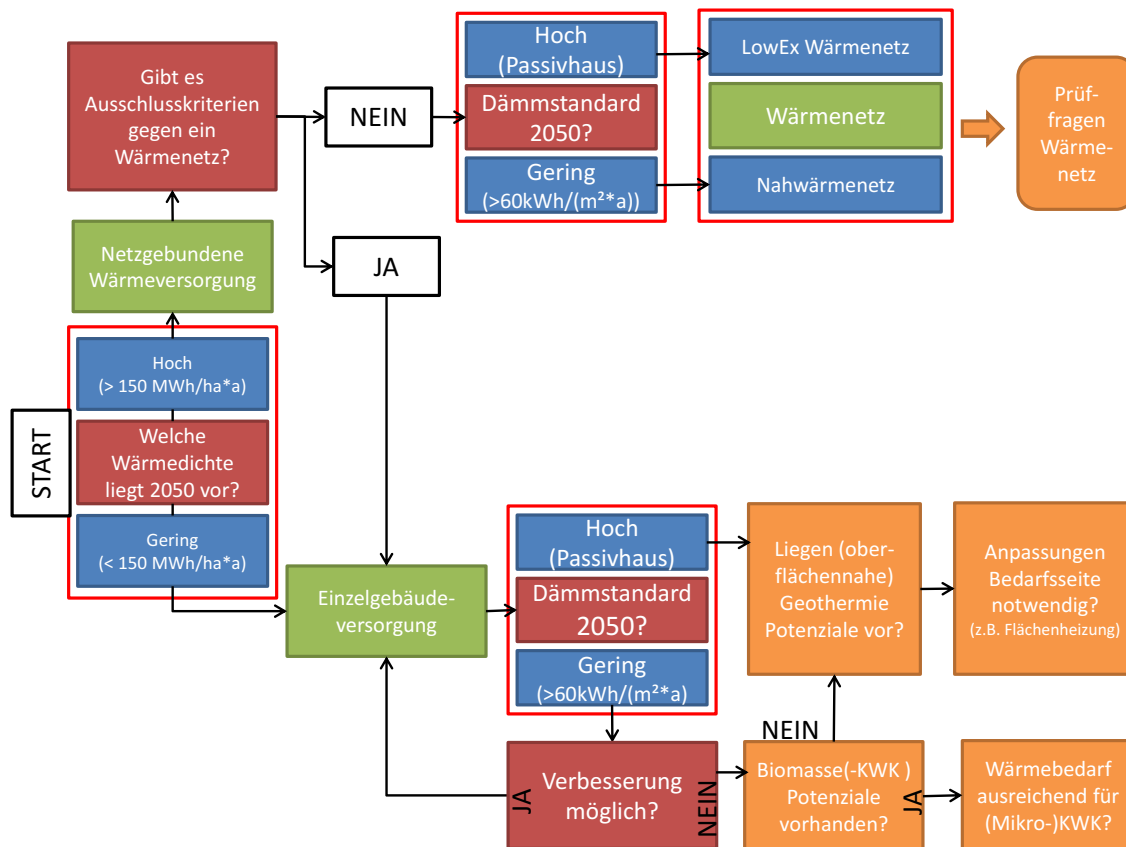 Gibt es
Ausschlusskriterien
gegen ein
Wärmenetz?
NEIN
Hoch
(Passivhaus)
Dämmstandard
2050?
Gering
(>60kWh/(m²*a))
LowEx Wärmenetz
Wärmenetz
Nahwärmenetz
Prüf-
fragen
Wärme-
netz
Netzgebundene
Wärmeversorgung
JA
START
Hoch
(> 150 MWh/ha*a)
Welche
Wärmedichte
liegt 2050 vor?
Gering
(< 150 MWh/ha*a)
Einzelgebäude-
versorgung
Hoch
(Passivhaus)
Dämmstandard
2050?
Gering
(>60kWh/(m²*a)
Liegen (ober-
flächennahe)
Geothermie
Potenziale vor?
Anpassungen
Bedarfsseite
notwendig?
(z.B. Flächenheizung)
JA
Verbesserung
möglich?
NEIN
NEIN
Biomasse(-KWK )
Potenziale
vorhanden?
JA
Wärmebedarf
ausreichend für
(Mikro-)KWK?